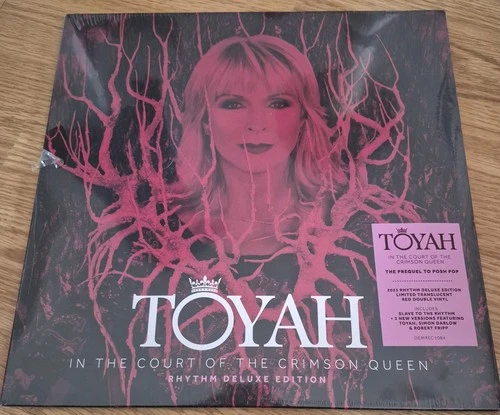 TOYAH
IN THE COURT OF THE CRIMSON QUEEN
RHYTHM DELUXE EDITION
TOYAH
IN THE COURT OF THE
CRIMSON QUEEN
THE PREQUEL TO POSH POP
2023 RHYTHM DELUXE EDITION
LIMITED TRANSLUCENT
RED DOUBLE VINYL
INCLUDES
SLAVE TO THE RHYTHM
+ 3 NEW VERSIONS FEATURING
TOYAH, SIMON DARLOW
& ROBERT FRIPP